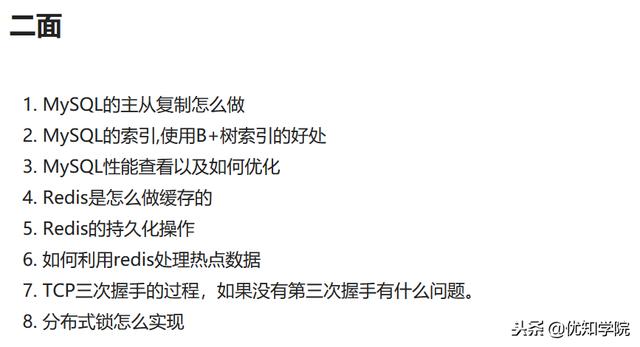 二面
1. MySQL的主从复制怎么做
2. MySQL的索引,使用B+树索引的好处
3. MySQL性能查看以及如何优化
4. Redis是怎么做缓存的
5. Redis的持久化操作
6. 如何利用redis处理热点数据
7. TCP三次握手的过程，如果没有第三次握手有什么问题。
8. 分布式锁怎么实现
头条 @优知学院